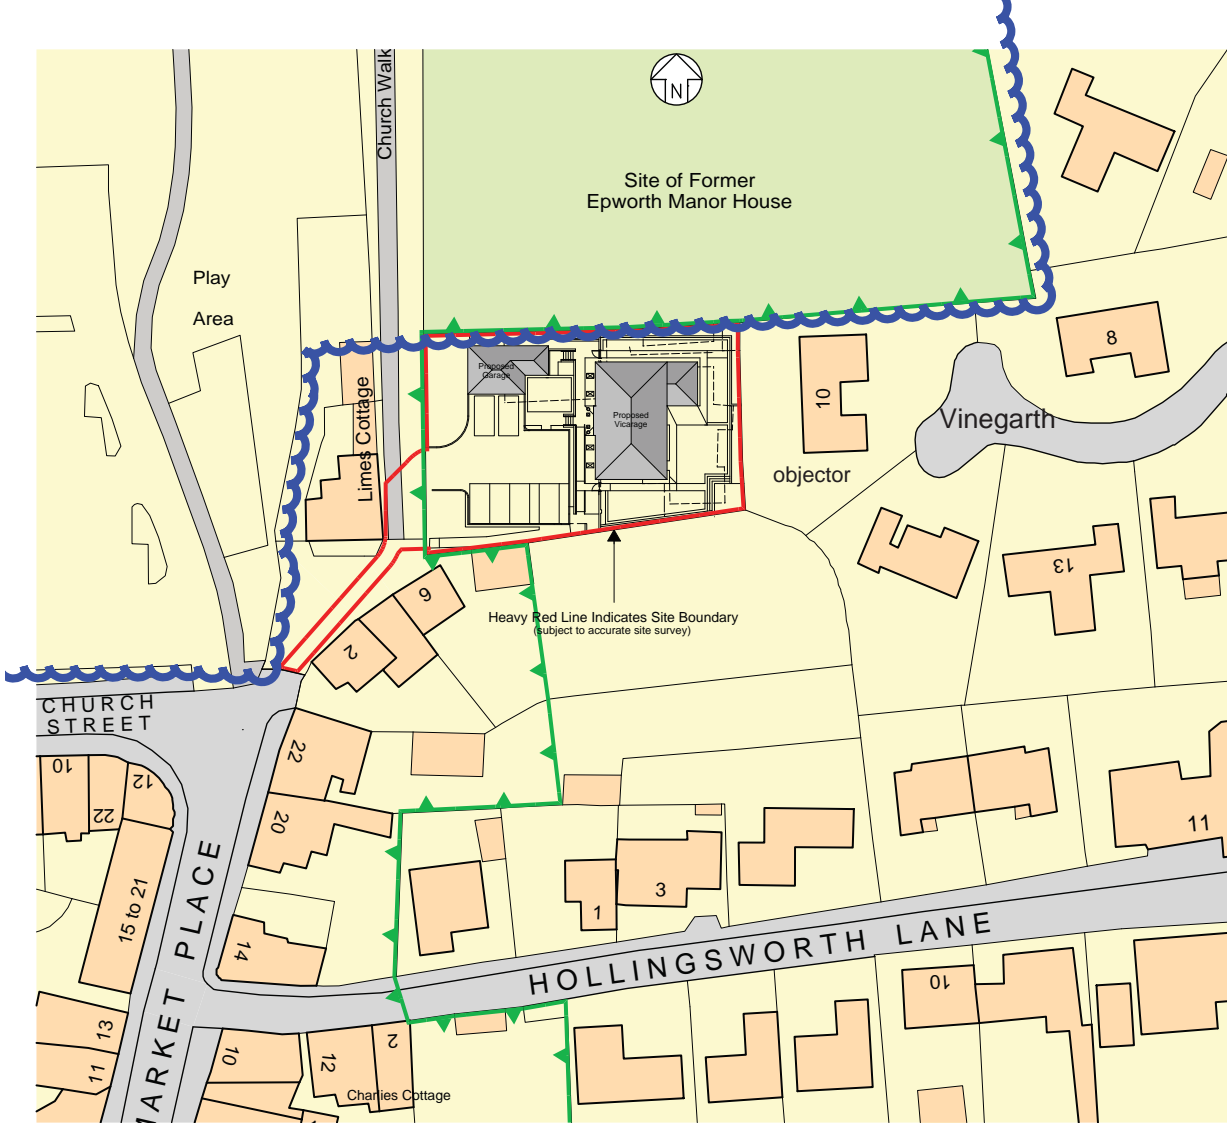 Church Walk
N
Site of Former
Epworth Manor House
Play
Area
Proposed
Garage
Limes Cottage
Proposed
Vicarage
10
8
Vinegarth
objector
13
6
2
Heavy Red Line Indicates Site Boundary
(subject to accurate site survey)
CHURCH
STREET
22
10
22
12
20
15 to 21
MARKET PLACE
14
1
3
11
HOLLINGSWORTH LANE
10
13
11
10
12
2
Charlies Cottage